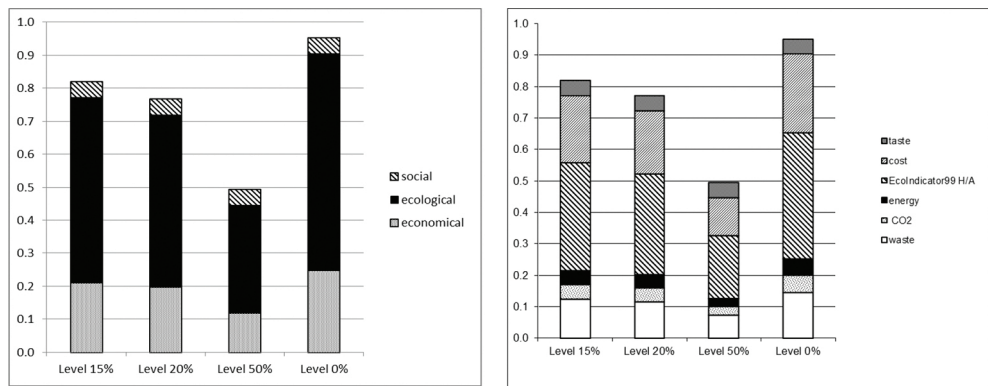 1.0
0.9
0.8
0.7
0.6
0.5
0.4
0.3
0.2
0.1
0.0
Level 15% Level 20% Level 50% Level 0%
social
ecological
economical
1.0
0.9
0.8
0.7
0.6
0.5
0.4
0.3
0.2
0.1
0.0
Level 15% Level 20% Level 50% Level 0%
taste
cost
EcoIndicator99 H/A
energy
CO2
waste